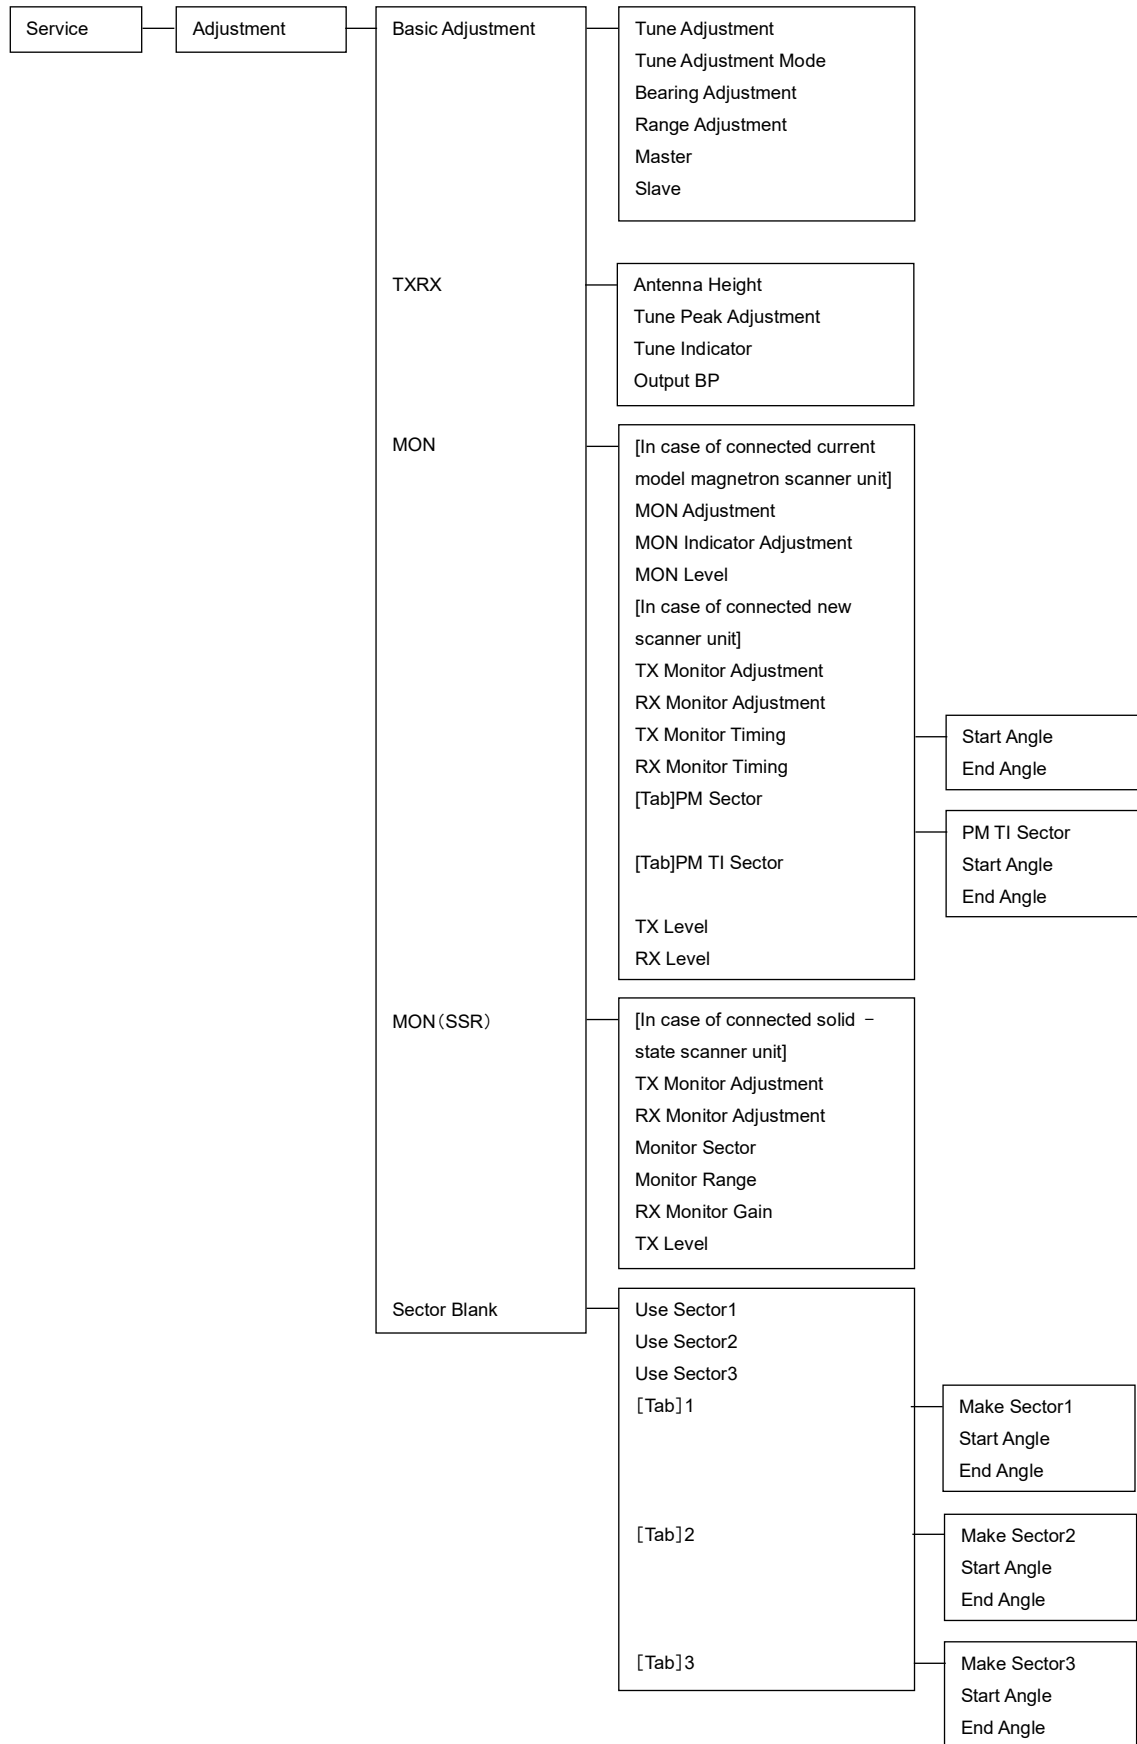 Service
Adjustment
Basic Adjustment
Tune Adjustment
Tune Adjustment Mode
Bearing Adjustment
Range Adjustment
Master
Slave
TXRX
Antenna Height
Tune Peak Adjustment
Tune Indicator
Output BP
MON
[In case of connected current
model magnetron scanner unit]
MON Adjustment
MON Indicator Adjustment
MON Level
[In case of connected new
scanner unit]
TX Monitor Adjustment
RX Monitor Adjustment
TX Monitor Timing
RX Monitor Timing
[Tab]PM Sector
Start Angle
End Angle
[Tab]PM TI Sector
PM TI Sector
Start Angle
End Angle
TX Level
RX Level
MON（SSR）
[In case of connected solid －
state scanner unit]
TX Monitor Adjustment
RX Monitor Adjustment
Monitor Sector
Monitor Range
RX Monitor Gain
TX Level
Sector Blank
Use Sector1
Use Sector2
Use Sector3
［Tab］1
Make Sector1
Start Angle
End Angle
［Tab］2
Make Sector2
Start Angle
End Angle
［Tab］3
Make Sector3
Start Angle
End Angle